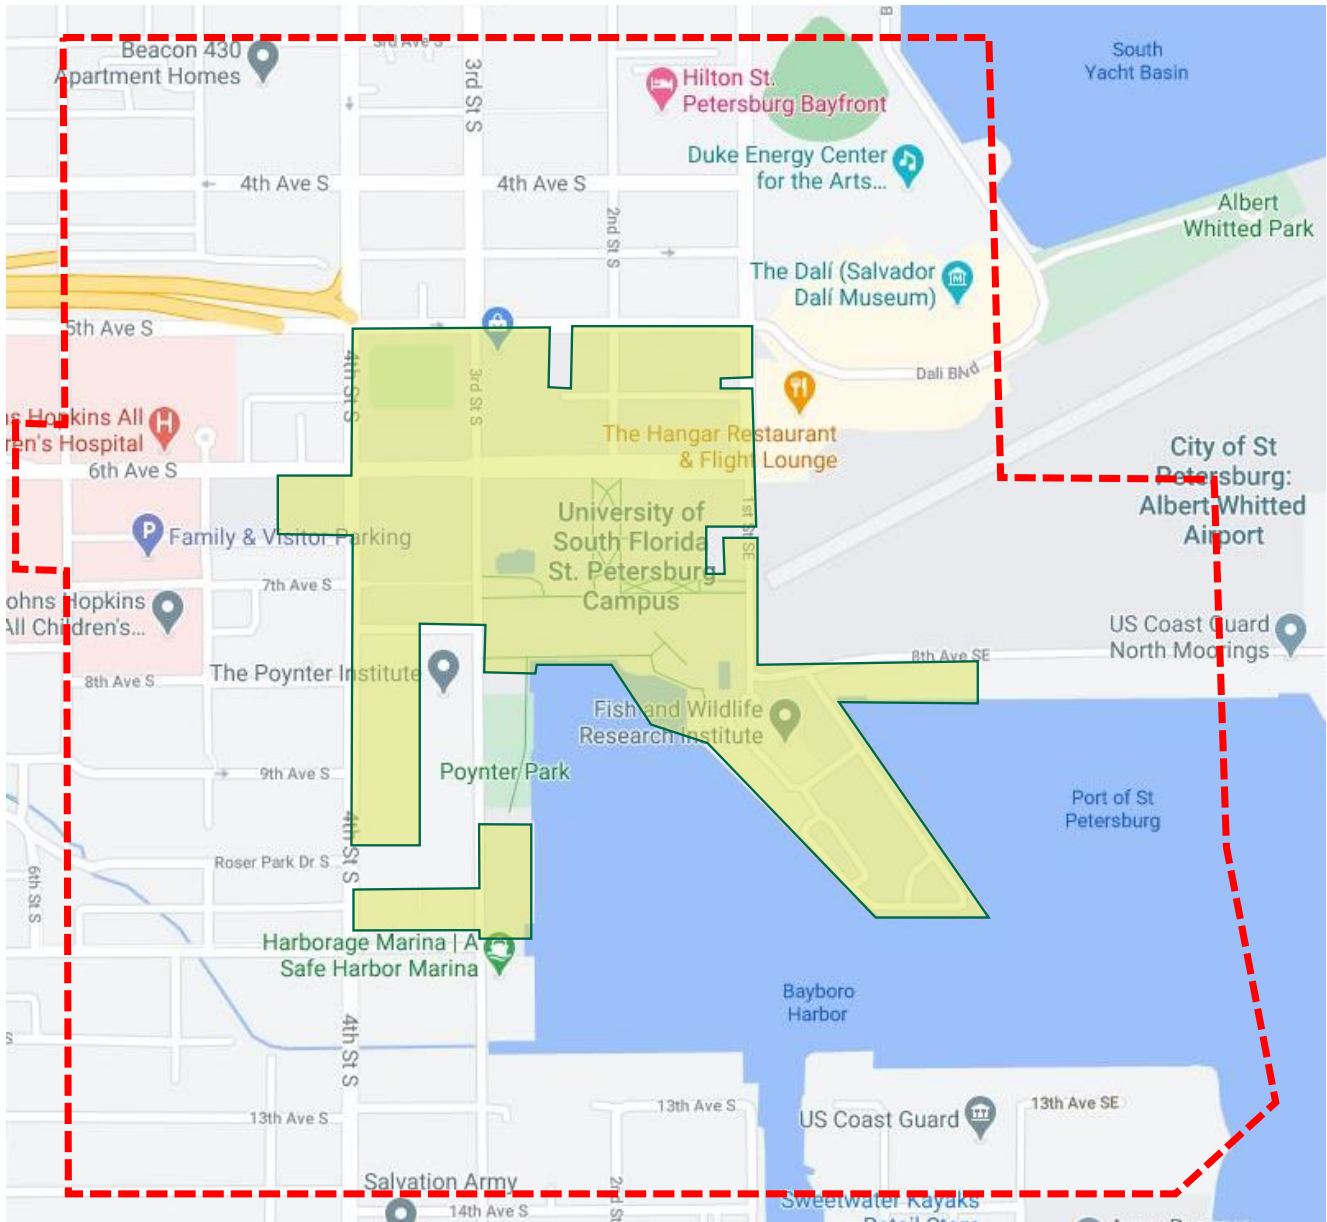 Beacon 430
Apartment Homes
3rd Ave S
3rd St S
B
South
Yacht Basin
Hilton St.
Petersburg Bayfront
Duke Energy Center
for the Arts...
4th Ave S
4th Ave S
2nd St S
Albert
Whitted Park
The Dalí (Salvador
Dalí Museum)
5th Ave S
4th St S
3rd St S
Dali Blvd
s Hopkins All
ren's Hospital
H
The Hangar Restaurant
& Flight Lounge
City of St
Petersburg:
Albert Whitted
Airport
6th Ave S
P
Family & Visitor Parking
University of
South Florida
St. Petersburg
Campus
1st St SE
7th Ave S
ohns Hopkins
All Children's...
US Coast Guard
North Moorings
8th Ave SE
The Poynter Institute
8th Ave S
Fish and Wildlife
Research Institute
9th Ave S
Poynter Park
Port of St
Petersburg
4th St S
Roser Park Dr S
6th St S
Harborage Marina | A
Safe Harbor Marina
Bayboro
Harbor
S
4th St S
13th Ave S
13th Ave S
US Coast Guard
13th Ave SE
Salvation Army
14th Ave S
2nd St
Sweetwater Kayaks
Retail Store